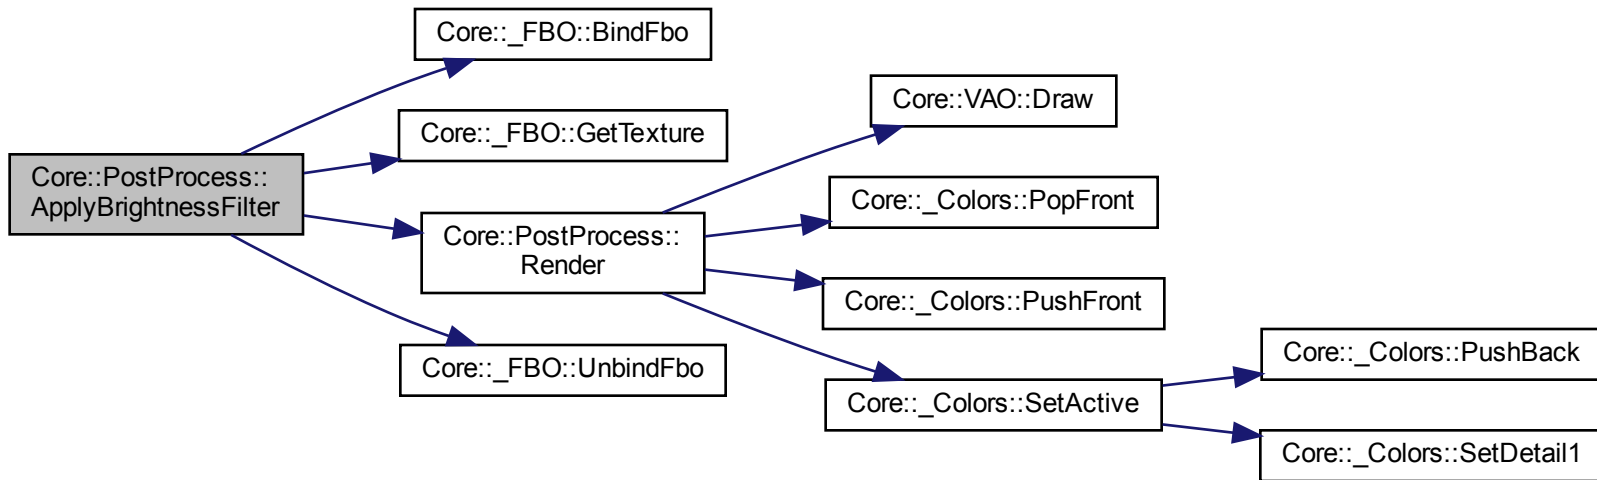 Core::_FBO::BindFbo
Core::_FBO::GetTexture
Core::PostProcess::
ApplyBrightnessFilter
Core::PostProcess::
Render
Core::_FBO::UnbindFbo
Core::VAO::Draw
Core::_Colors::PopFront
Core::_Colors::PushFront
Core::_Colors::SetActive
Core::_Colors::PushBack
Core::_Colors::SetDetail1